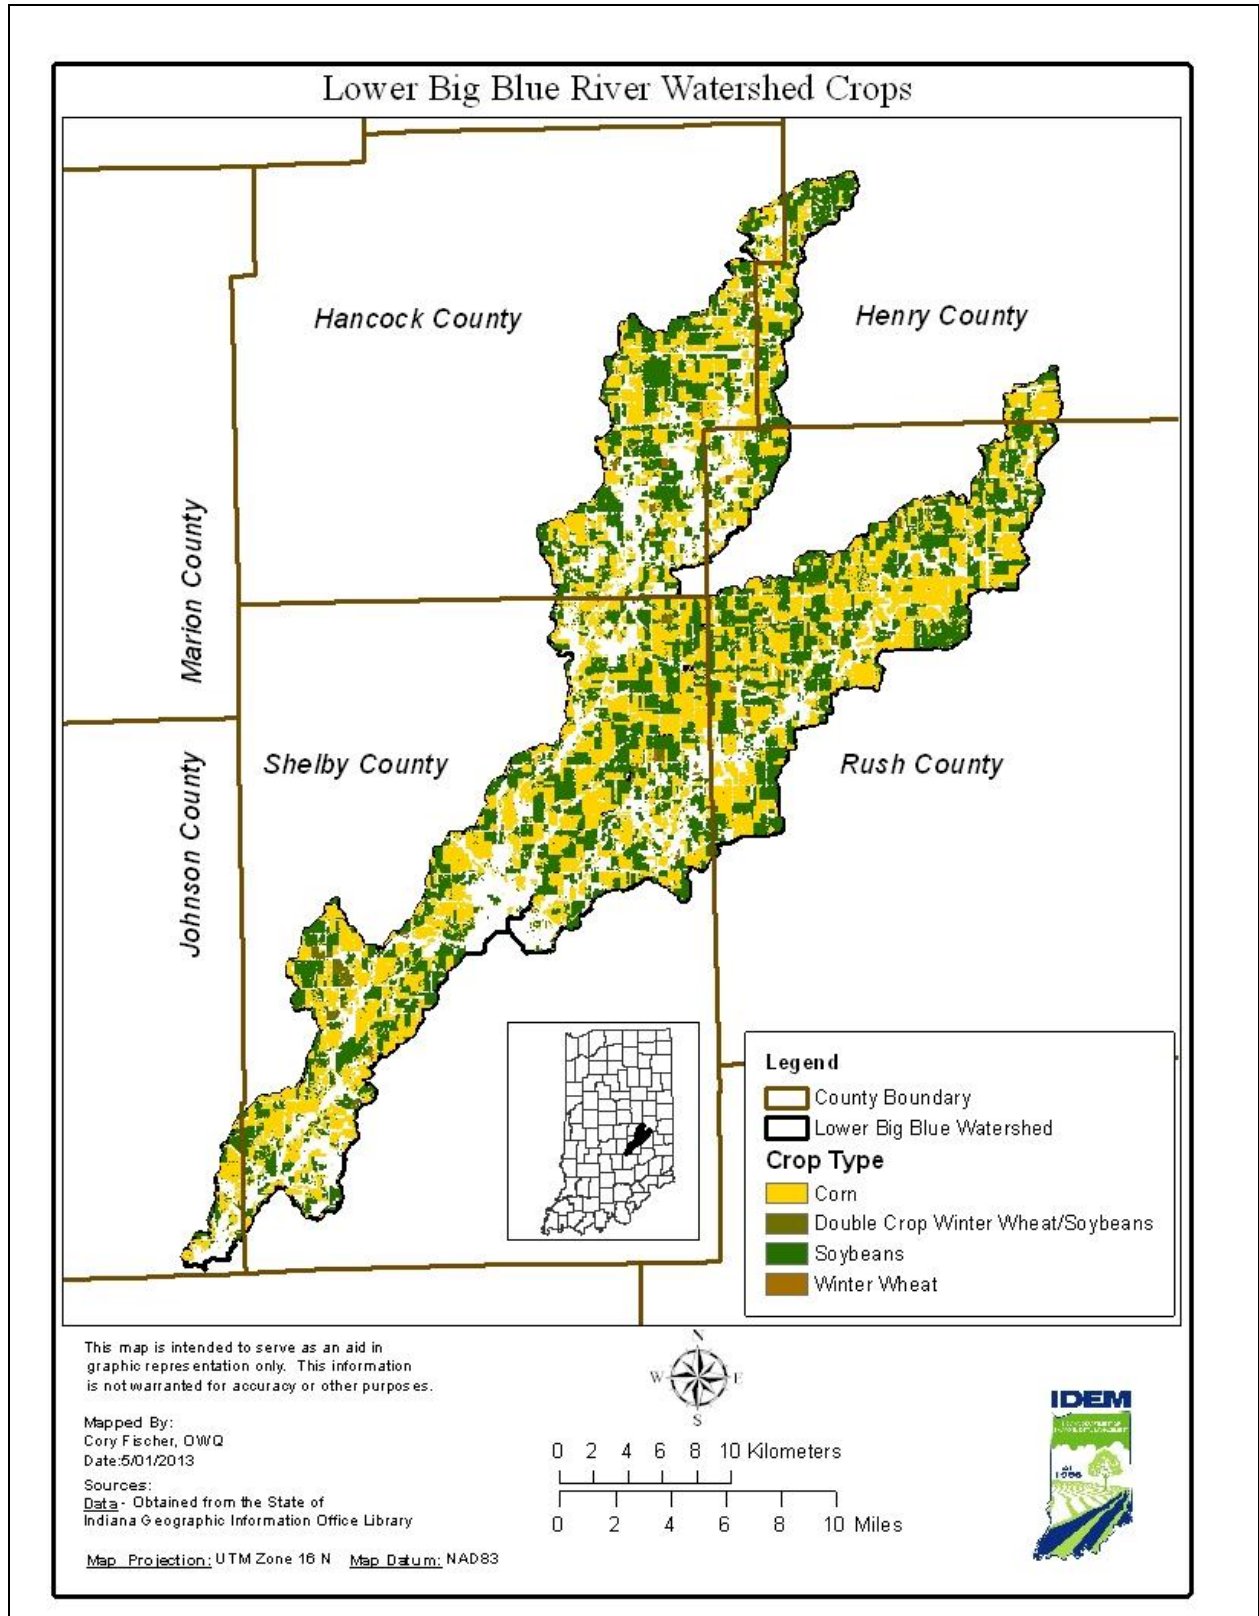 Lower Big Blue River Watershed Crops
Hancock County
Henry County
Marion County
Shelby County
Rush County
Johnson County
Legend
County Boundary
Lower Big Blue Watershed
Crop Type
Corn
Double Crop Winter Wheat/Soybeans
Soybeans
Winter Wheat
This map is intended to serve as an aid in
graphic representation only. This information
is not warranted for accuracy or other purposes.
Mapped By:
Cory Fischer, OWQ
Date:5/01/2013
Sources:
Data - Obtained from the State of
Indiana Geographic Information Office Library
Map Projection: UTM Zone 16 N Map Datum: NAD83
N
W E
S
0 2 4 6 8 10 Kilometers
0 2 4 6 8 10 Miles
IDEM